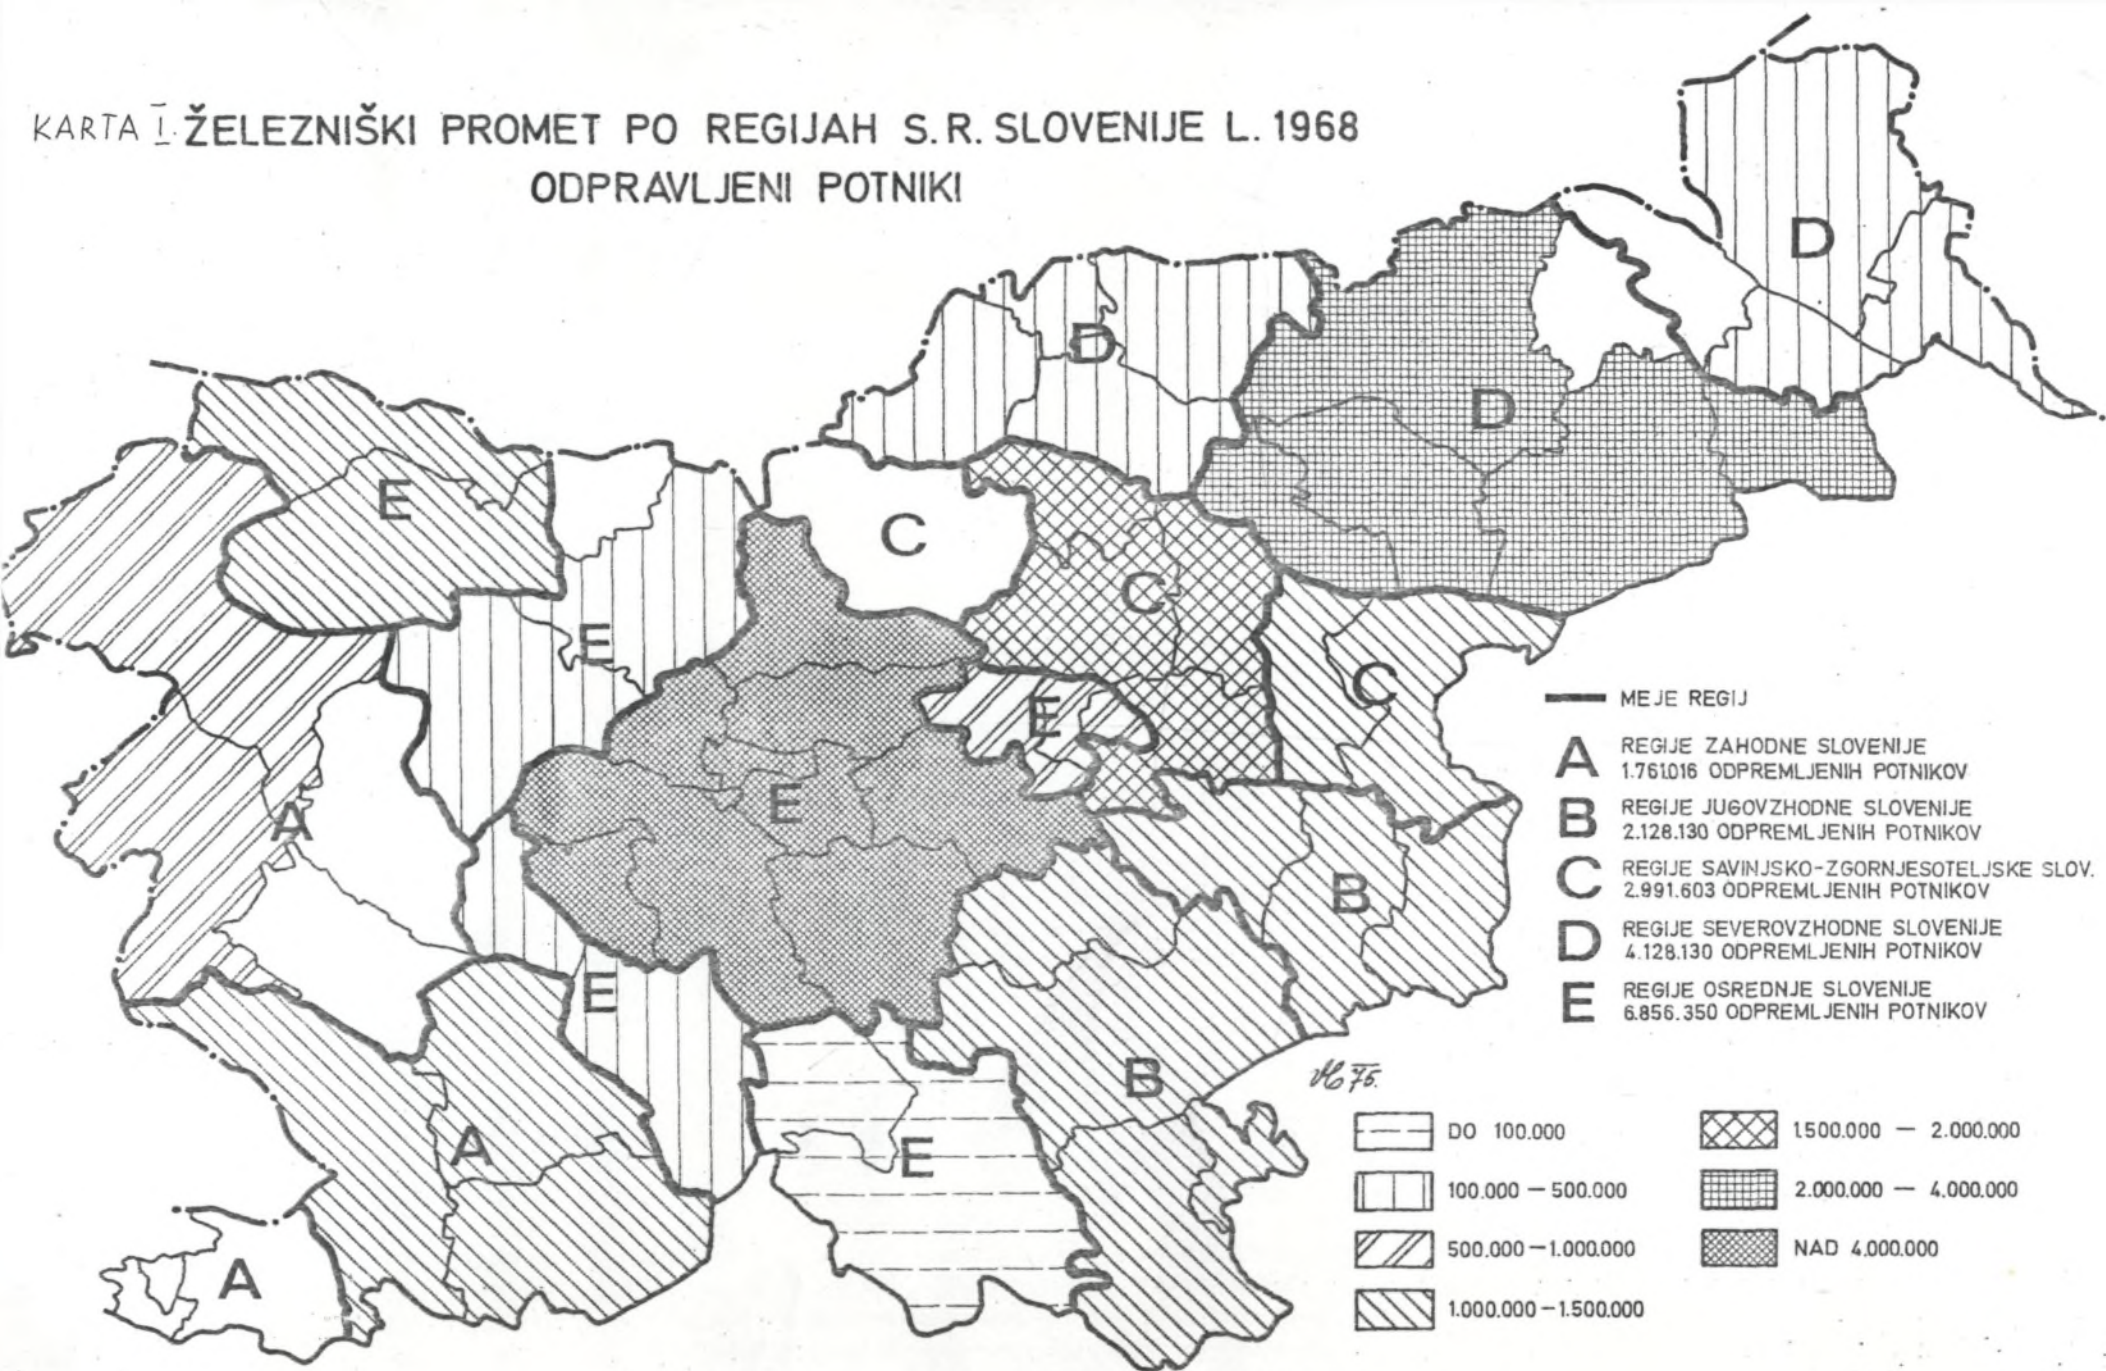 KARTA I. ŽELEZNIŠKI PROMET PO REGIJAH S.R. SLOVENIJE L. 1968
ODPRAVLJENI POTNIKI
D
D
D
E
C
C
E
C
E
A
E
B
E
B
A
E
A
MEJE REGIJ
A REGIJE ZAHODNE SLOVENIJE
1.761.016 ODPREMLJENIH POTNIKOV
B REGIJE JUGOVZHODNE SLOVENIJE
2.128.130 ODPREMLJENIH POTNIKOV
C REGIJE SAVINJSKO-ZGORNJESOTELJSKE SLOV.
2.991.603 ODPREMLJENIH POTNIKOV
D REGIJE SEVEROVZHODNE SLOVENIJE
4.128.130 ODPREMLJENIH POTNIKOV
E REGIJE OSREDNJE SLOVENIJE
6.856.350 ODPREMLJENIH POTNIKOV
DO 100.000
100.000 – 500.000
500.000 – 1.000.000
1.000.000 – 1.500.000
1.500.000 – 2.000.000
2.000.000 – 4.000.000
NAD 4.000.000